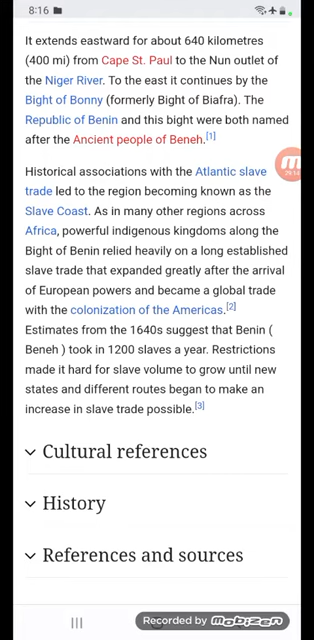 8:16
It extends eastward for about 640 kilometres
(400 mi) from Cape St. Paul to the Nun outlet of
the Niger River. To the east it continues by the
Bight of Bonny (formerly Bight of Biafra). The
Republic of Benin and this bight were both named
after the Ancient people of Beneh.[1]
Historical associations with the Atlantic slave
trade led to the region becoming known as the
Slave Coast. As in many other regions across
Africa, powerful indigenous kingdoms along the
Bight of Benin relied heavily on a long established
slave trade that expanded greatly after the arrival
of European powers and became a global trade
with the colonization of the Americas.[2]
Estimates from the 1640s suggest that Benin (
Beneh ) took in 1200 slaves a year. Restrictions
made it hard for slave volume to grow until new
states and different routes began to make an
increase in slave trade possible.[3]
Cultural references
History
References and sources
Recorded by mobizen